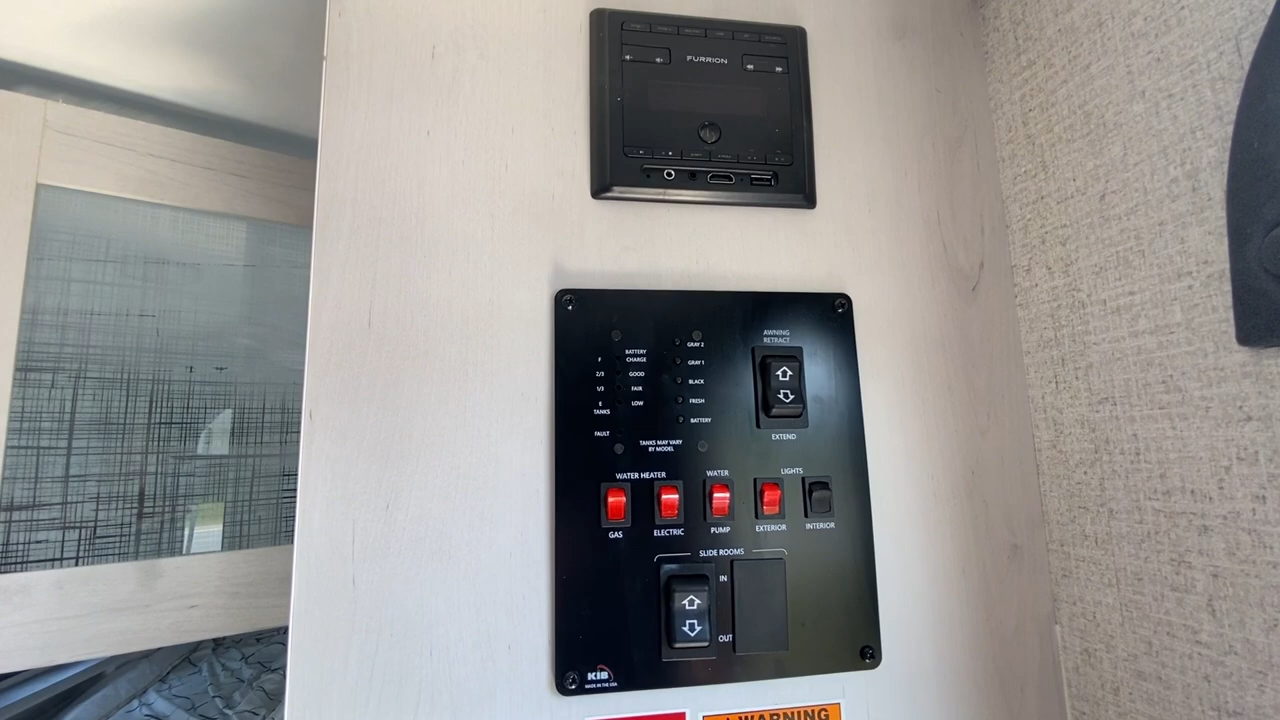 FURRION
AWNING
RETRACT
EXTEND
BATTERY
F CHARGE
2/3 GOOD
1/3 FAIR
E LOW
TANKS
FAULT
GRAY 2
GRAY 1
BLACK
FRESH
BATTERY
TANKS MAY VARY
BY MODEL
WATER HEATER
GAS
ELECTRIC
WATER
PUMP
LIGHTS
EXTERIOR
INTERIOR
SLIDE ROOMS
IN
OUT
KIB
MADE IN THE USA
WARNING